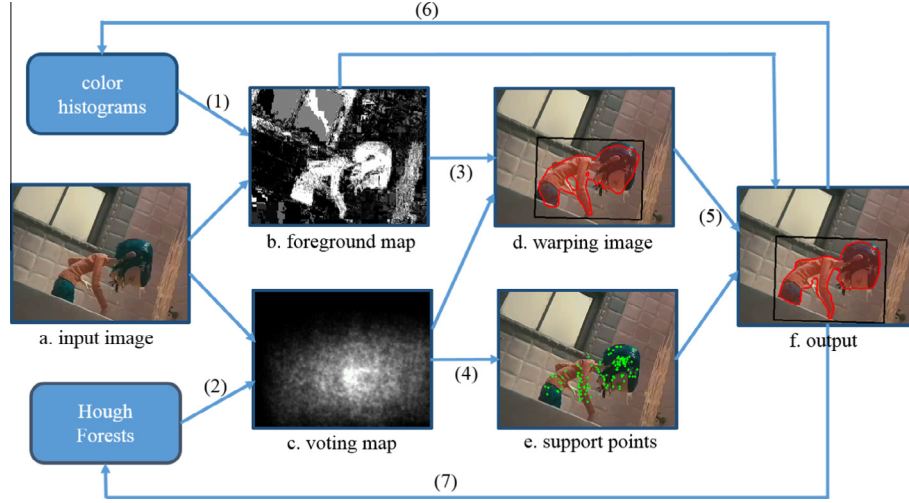 (6)
color
histograms
(1)
(3)
(5)
b. foreground map
d. warping image
a. input image
f. output
(2)
(4)
Hough
Forests
c. voting map
e. support points
(7)